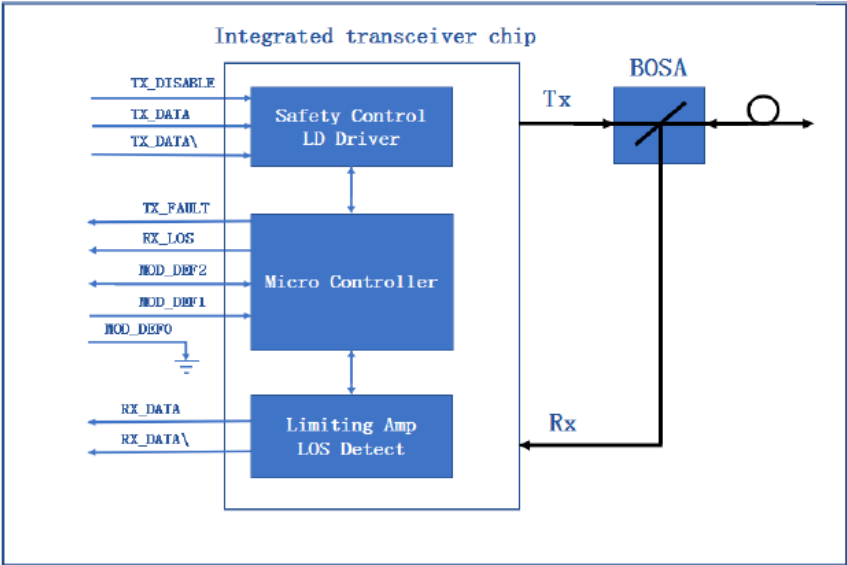 Integrated transceiver chip
BOSA
TX_DISABLE
TX_DATA
TX_DATA\
Safety Control
LD Driver
Tx
TX_FAULT
RX_LOS
MOD_DEF2
MOD_DEF1
MOD_DEF0
Micro Controller
RX_DATA
RX_DATA\
Limiting Amp
LOS Detect
Rx